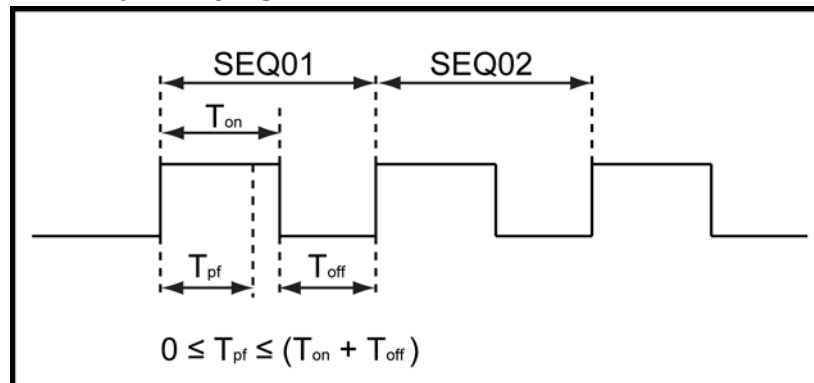 SEQ01 SEQ02
Ton
Tpf Toff
0 ≤ Tpf ≤ (Ton + Toff)